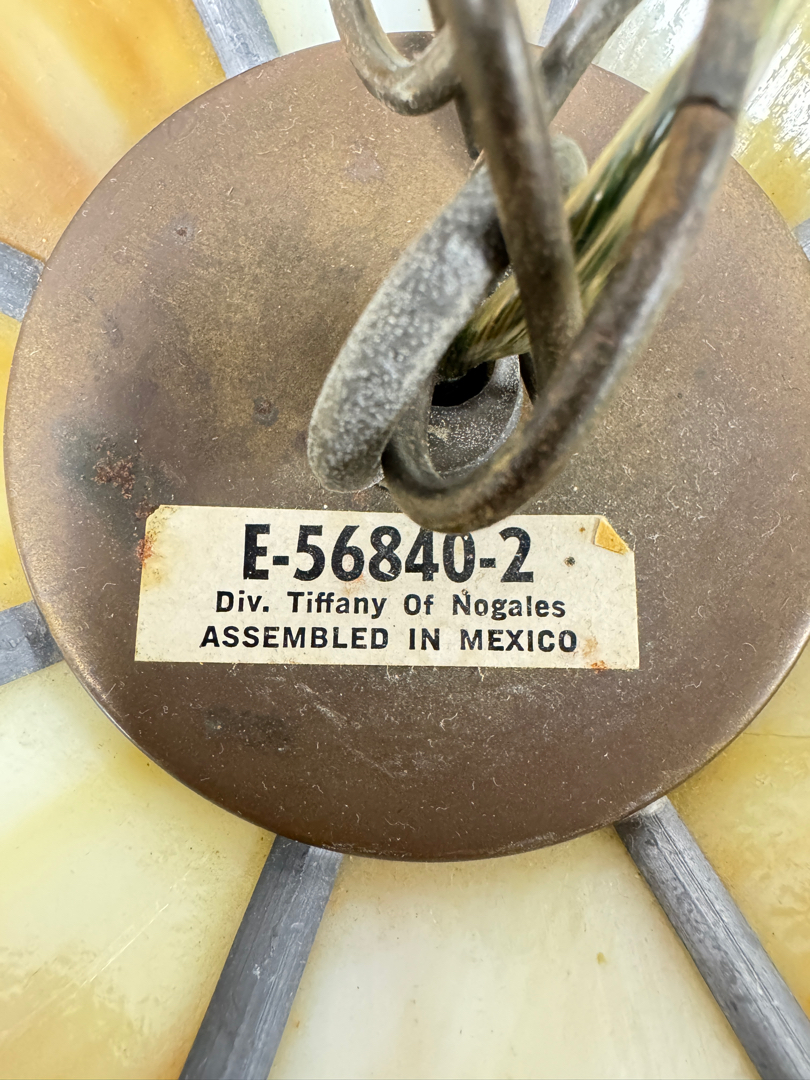 E-56840-2
Div. Tiffany Of Nogales
ASSEMBLED IN MEXICO